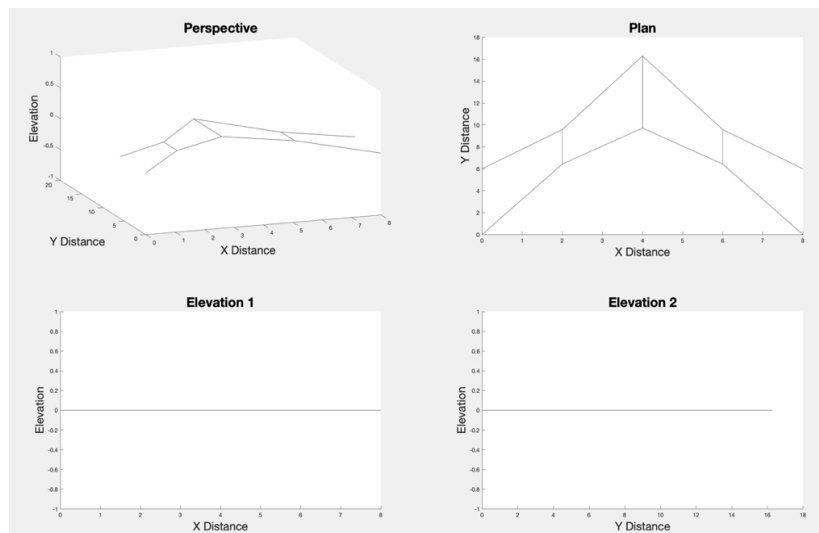 Perspective
1
0.5
0
-0.5
-1
Elevation
20
15
10
5
0
Y Distance
0 1 2 3 4 5 6 7 8
X Distance
Plan
18
16
14
12
10
8
6
4
2
0
Y Distance
0 1 2 3 4 5 6 7 8
X Distance
Elevation 1
1
0.8
0.6
0.4
0.2
0
-0.2
-0.4
-0.6
-0.8
-1
Elevation
0 1 2 3 4 5 6 7 8
X Distance
Elevation 2
1
0.8
0.6
0.4
0.2
0
-0.2
-0.4
-0.6
-0.8
-1
Elevation
0 2 4 6 8 10 12 14 16 18
Y Distance